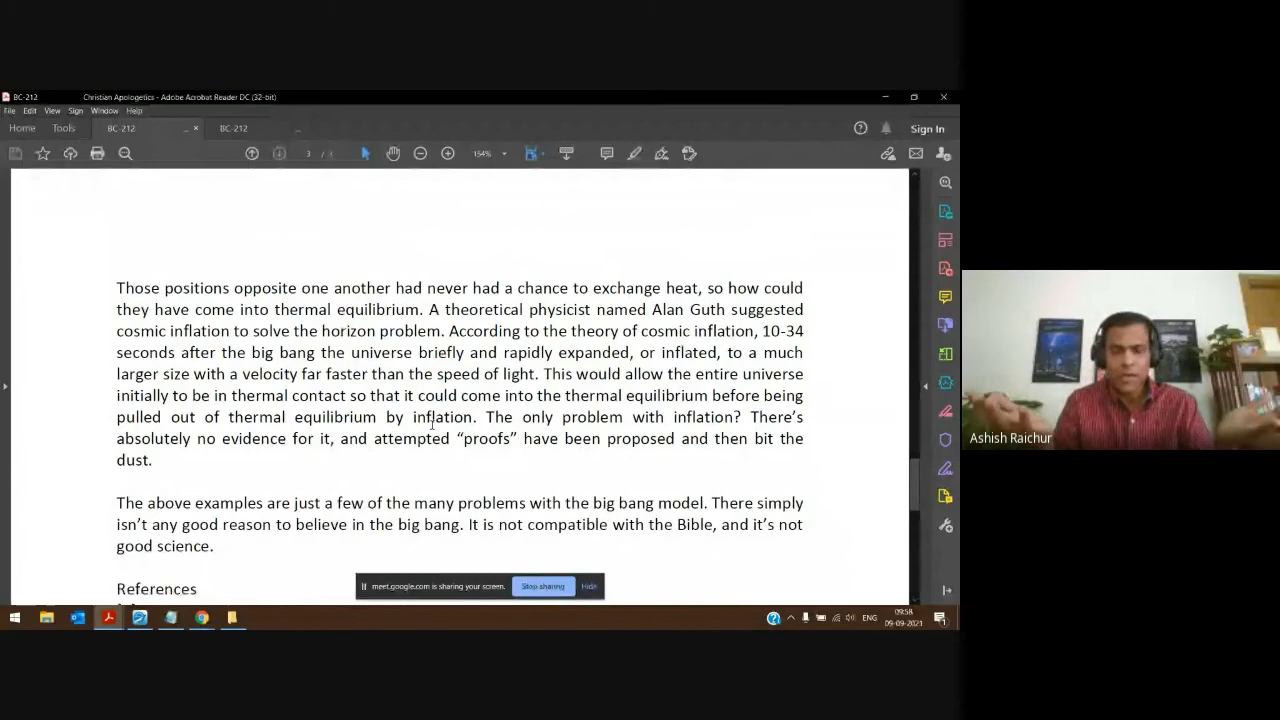 BC-212 Christian Apologetics - Adobe Acrobat Reader DC (32-bit)
File Edit View Sign Window Help
Home Tools BC-212 ... × BC-212 ... Sign In
3 / 3 154%
Those positions opposite one another had never had a chance to exchange heat, so how could
they have come into thermal equilibrium. A theoretical physicist named Alan Guth suggested
cosmic inflation to solve the horizon problem. According to the theory of cosmic inflation, 10-34
seconds after the big bang the universe briefly and rapidly expanded, or inflated, to a much
larger size with a velocity far faster than the speed of light. This would allow the entire universe
initially to be in thermal contact so that it could come into the thermal equilibrium before being
pulled out of thermal equilibrium by inflation. The only problem with inflation? There's
absolutely no evidence for it, and attempted “proofs” have been proposed and then bit the
dust.
The above examples are just a few of the many problems with the big bang model. There simply
isn't any good reason to believe in the big bang. It is not compatible with the Bible, and it's not
good science.
References
meet.google.com is sharing your screen. Stop sharing Hide
Ashish Raichur
ENG
09:58
09-09-2021